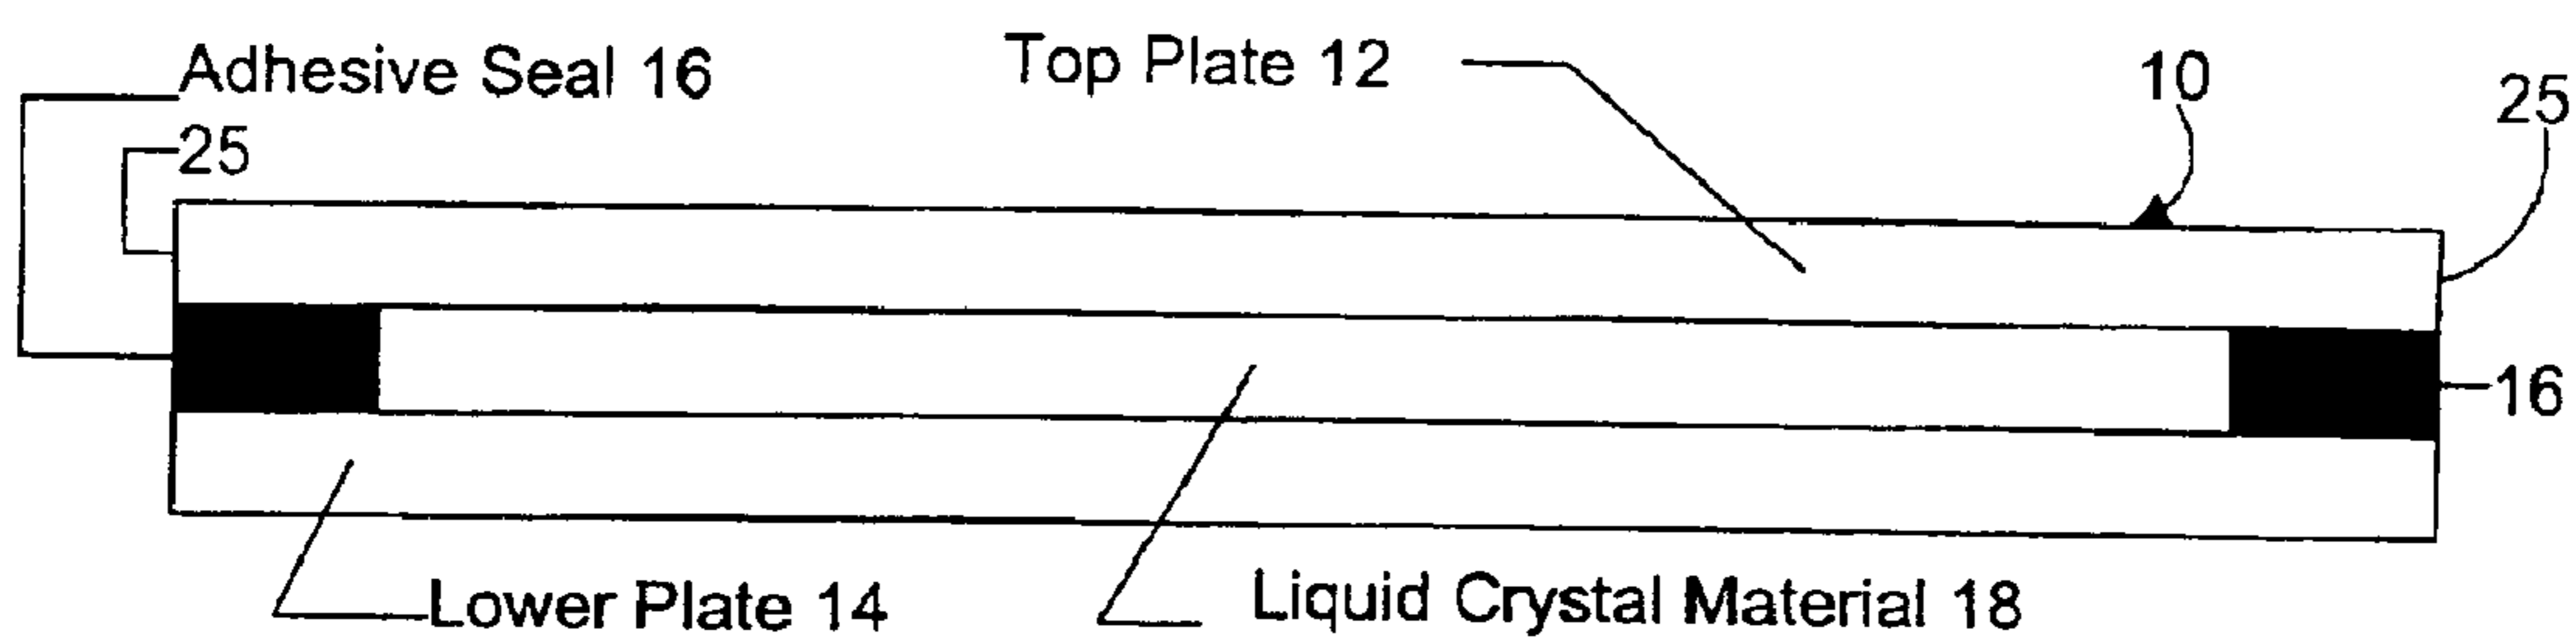 Adhesive Seal 16
Top Plate 12
10
25
25
16
Lower Plate 14
Liquid Crystal Material 18